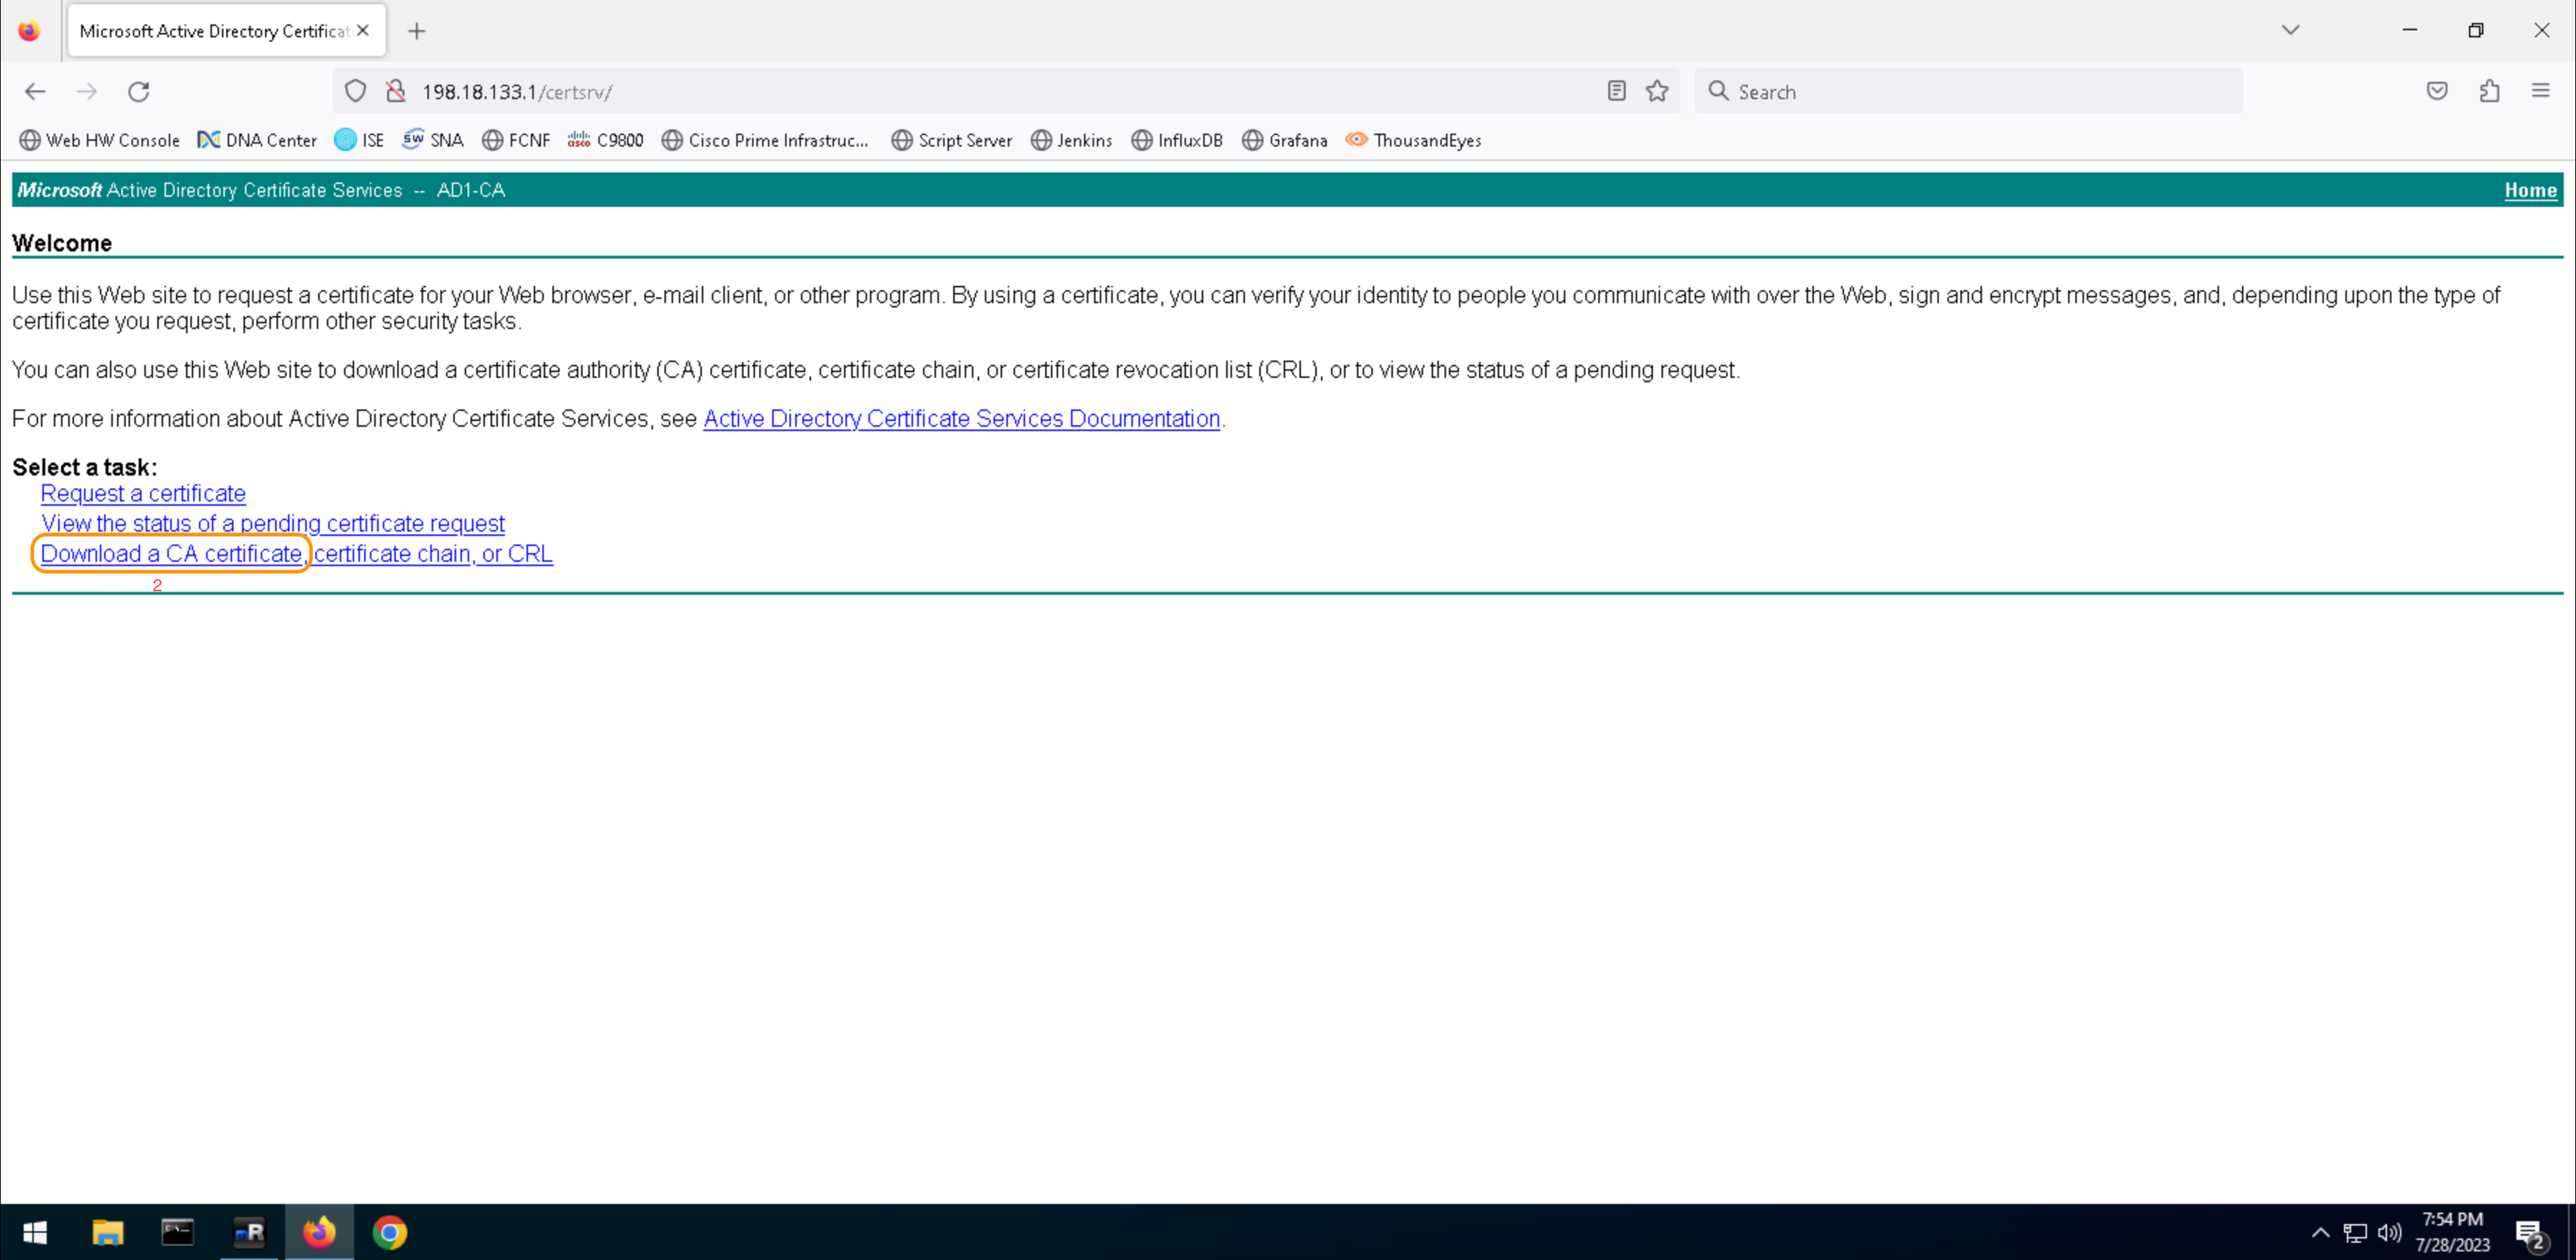 Microsoft Active Directory Certificat
198.18.133.1/certsrv/
Search
Web HW Console DNA Center ISE SW SNA FCNF cisco C9800 Cisco Prime Infrastruc... Script Server Jenkins InfluxDB Grafana ThousandEyes
Microsoft Active Directory Certificate Services -- AD1-CA Home
Welcome
Use this Web site to request a certificate for your Web browser, e-mail client, or other program. By using a certificate, you can verify your identity to people you communicate with over the Web, sign and encrypt messages, and, depending upon the type of
certificate you request, perform other security tasks.
You can also use this Web site to download a certificate authority (CA) certificate, certificate chain, or certificate revocation list (CRL), or to view the status of a pending request.
For more information about Active Directory Certificate Services, see Active Directory Certificate Services Documentation.
Select a task:
Request a certificate
View the status of a pending certificate request
Download a CA certificate, certificate chain, or CRL
2
mR
7:54 PM
7/28/2023
2